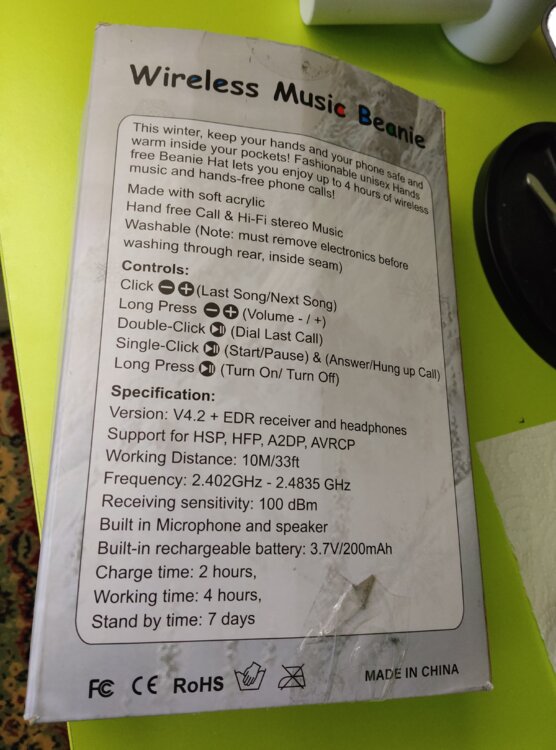 Wireless Music Beanie
This winter, keep your hands and your phone safe and
warm inside your pockets! Fashionable unisex Hands
free Beanie Hat lets you enjoy up to 4 hours of wireless
music and hands-free phone calls!
Made with soft acrylic
Hand free Call & Hi-Fi stereo Music
Washable (Note: must remove electronics before
washing through rear, inside seam)
Controls:
Click ⊖⊕(Last Song/Next Song)
Long Press ⊖⊕(Volume - / +)
Double-Click ⏯ (Dial Last Call)
Single-Click ⏯ (Start/Pause) & (Answer/Hung up Call)
Long Press ⏯ (Turn On/ Turn Off)
Specification:
Version: V4.2 + EDR receiver and headphones
Support for HSP, HFP, A2DP, AVRCP
Working Distance: 10M/33ft
Frequency: 2.402GHz - 2.4835 GHz
Receiving sensitivity: 100 dBm
Built in Microphone and speaker
Built-in rechargeable battery: 3.7V/200mAh
Charge time: 2 hours,
Working time: 4 hours,
Stand by time: 7 days
FC CE RoHS MADE IN CHINA